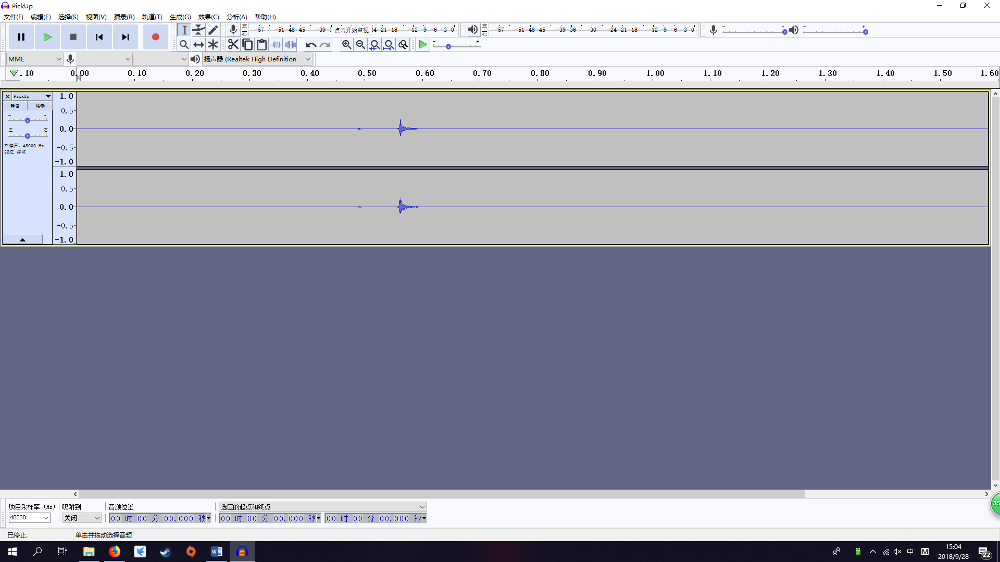 PickUp
文件(F) 编辑(E) 选择(S) 视图(V) 播录(R) 轨道(T) 生成(G) 效果(C) 分析(A) 帮助(H)
左 右 -57 -51 -48 -45 -39 点击开始监视 -24 -21 -18 -12 -9 -6 -3 0 左 右 -57 -51 -48 -45 -39 -36 -30 -24 -21 -18 -12 -9 -6 -3 0 - + - +
- +
MME 扬声器 (Realtek High Definition
.10 0.00 0.10 0.20 0.30 0.40 0.50 0.60 0.70 0.80 0.90 1.00 1.10 1.20 1.30 1.40 1.50 1.60
PickUp 1.0
静音 独奏 0.5
- +
左 右 0.0
立体声, 48000 Hz -0.5
32位 浮点
-1.0
1.0
0.5
0.0
-0.5
-1.0
项目采样率 (Hz) 吸附到 音频位置 选区的起点和终点
48000 关闭 00 时 00 分 00.000 秒 00 时 00 分 00.000 秒 00 时 00 分 00.000 秒
35
已停止. 单击并拖动选择音频
中 M 15:04
2018/9/28 22